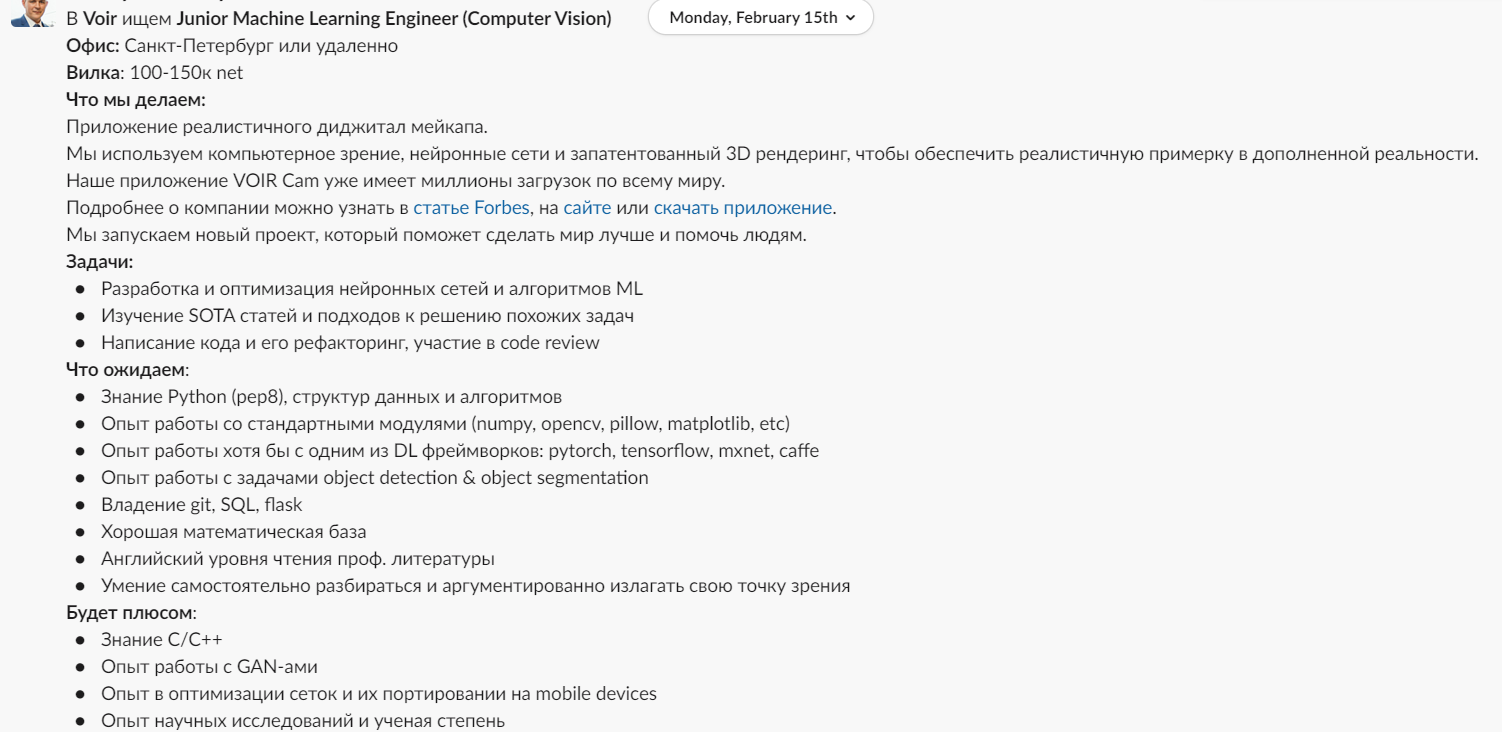 В Voir ищем Junior Machine Learning Engineer (Computer Vision)
Monday, February 15th
Офис: Санкт-Петербург или удаленно
Вилка: 100-150к net
Что мы делаем:
Приложение реалистичного диджитал мейкапа.
Мы используем компьютерное зрение, нейронные сети и запатентованный 3D рендеринг, чтобы обеспечить реалистичную примерку в дополненной реальности.
Наше приложение VOIR Cam уже имеет миллионы загрузок по всему миру.
Подробнее о компании можно узнать в статье Forbes, на сайте или скачать приложение.
Мы запускаем новый проект, который поможет сделать мир лучше и помочь людям.
Задачи:
● Разработка и оптимизация нейронных сетей и алгоритмов ML
● Изучение SOTA статей и подходов к решению похожих задач
● Написание кода и его рефакторинг, участие в code review
Что ожидаем:
● Знание Python (pep8), структур данных и алгоритмов
● Опыт работы со стандартными модулями (numpy, opencv, pillow, matplotlib, etc)
● Опыт работы хотя бы с одним из DL фреймворков: pytorch, tensorflow, mxnet, caffe
● Опыт работы с задачами object detection & object segmentation
● Владение git, SQL, flask
● Хорошая математическая база
● Английский уровня чтения проф. литературы
● Умение самостоятельно разбираться и аргументированно излагать свою точку зрения
Будет плюсом:
● Знание C/C++
● Опыт работы с GAN-ами
● Опыт в оптимизации сеток и их портировании на mobile devices
● Опыт научных исследований и ученая степень